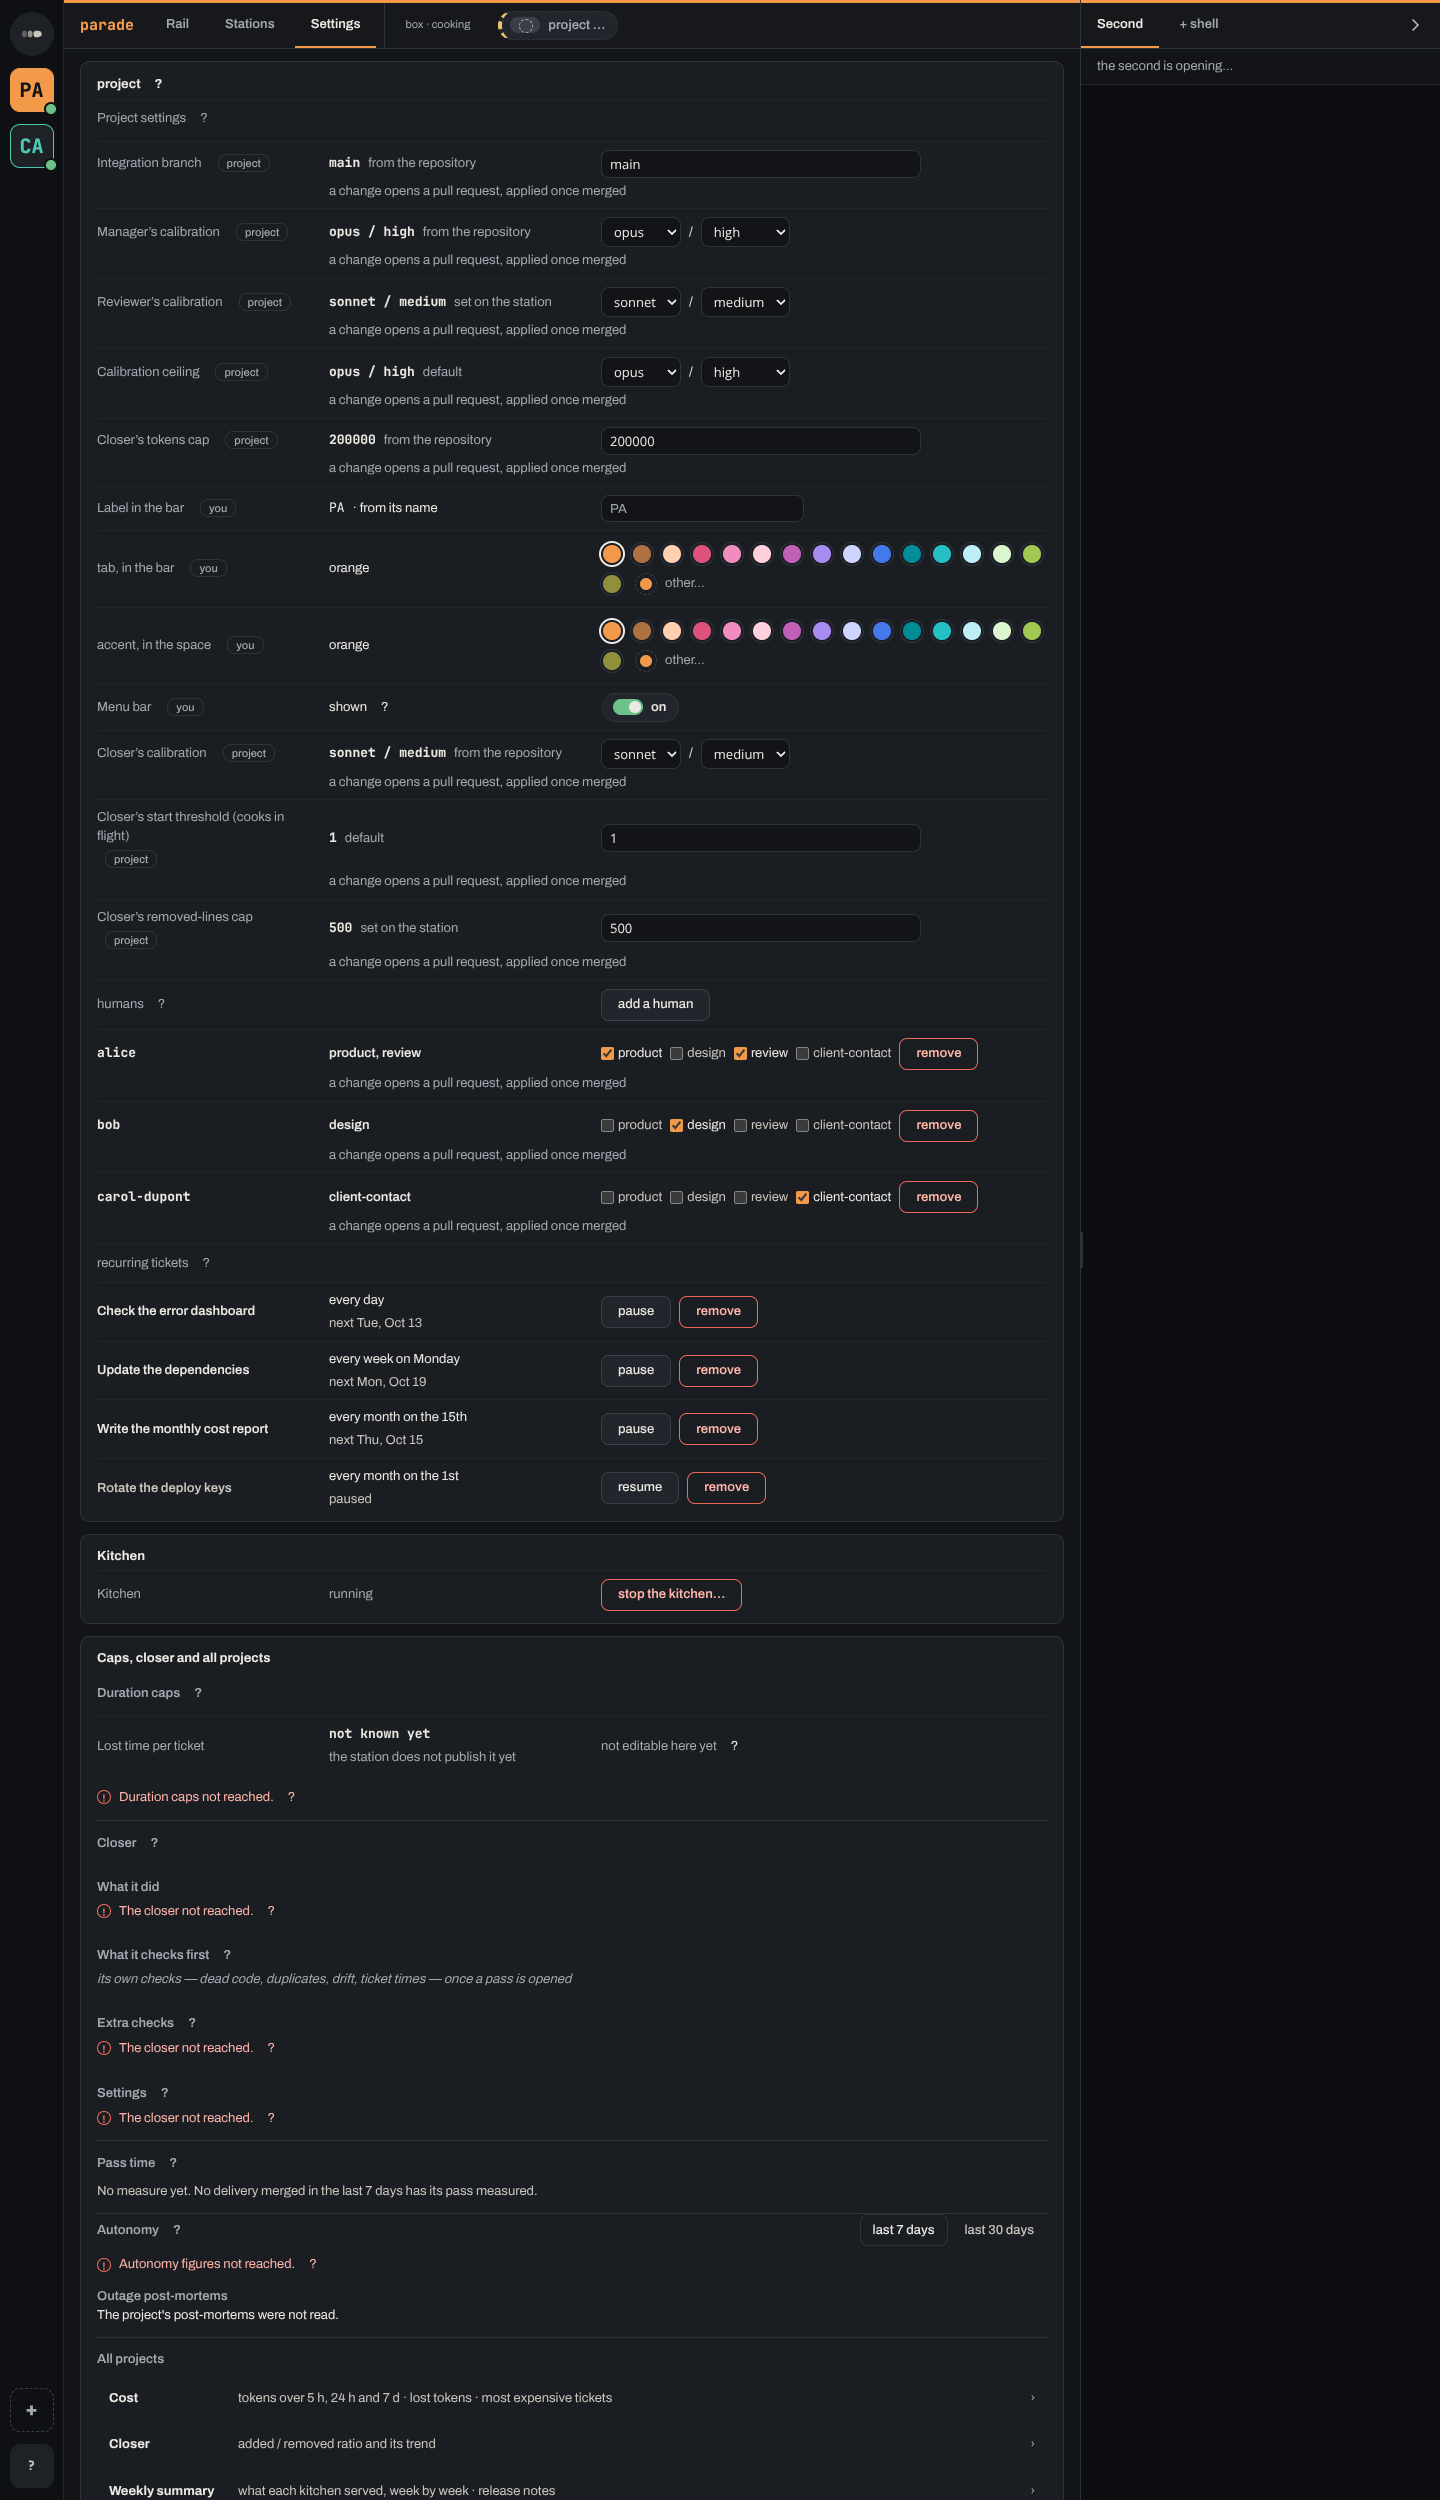 parade Rail Stations Settings box · cooking project ... Second + shell
the second is opening...
PA
CA
project ?
Project settings ?
Integration branch project main from the repository main
a change opens a pull request, applied once merged
Manager's calibration project opus / high from the repository opus / high
a change opens a pull request, applied once merged
Reviewer's calibration project sonnet / medium set on the station sonnet / medium
a change opens a pull request, applied once merged
Calibration ceiling project opus / high default opus / high
a change opens a pull request, applied once merged
Closer's tokens cap project 200000 from the repository 200000
a change opens a pull request, applied once merged
Label in the bar you PA · from its name PA
tab, in the bar you orange
other...
accent, in the space you orange
other...
Menu bar you shown ? on
Closer's calibration project sonnet / medium from the repository sonnet / medium
a change opens a pull request, applied once merged
Closer's start threshold (cooks in
flight)
project
1 default 1
a change opens a pull request, applied once merged
Closer's removed-lines cap
project
500 set on the station 500
a change opens a pull request, applied once merged
humans ? add a human
alice product, review product design review client-contact remove
a change opens a pull request, applied once merged
bob design product design review client-contact remove
a change opens a pull request, applied once merged
carol-dupont client-contact product design review client-contact remove
a change opens a pull request, applied once merged
recurring tickets ?
Check the error dashboard every day pause remove
next Tue, Oct 13
Update the dependencies every week on Monday pause remove
next Mon, Oct 19
Write the monthly cost report every month on the 15th pause remove
next Thu, Oct 15
Rotate the deploy keys every month on the 1st resume remove
paused
Kitchen
Kitchen running stop the kitchen...
Caps, closer and all projects
Duration caps ?
Lost time per ticket not known yet not editable here yet ?
the station does not publish it yet
Duration caps not reached. ?
Closer ?
What it did
The closer not reached. ?
What it checks first ?
its own checks — dead code, duplicates, drift, ticket times — once a pass is opened
Extra checks ?
The closer not reached. ?
Settings ?
The closer not reached. ?
Pass time ?
No measure yet. No delivery merged in the last 7 days has its pass measured.
Autonomy ? last 7 days last 30 days
Autonomy figures not reached. ?
Outage post-mortems
The project's post-mortems were not read.
All projects
Cost tokens over 5 h, 24 h and 7 d · lost tokens · most expensive tickets ›
Closer added / removed ratio and its trend ›
Weekly summary what each kitchen served, week by week · release notes ›
+
?